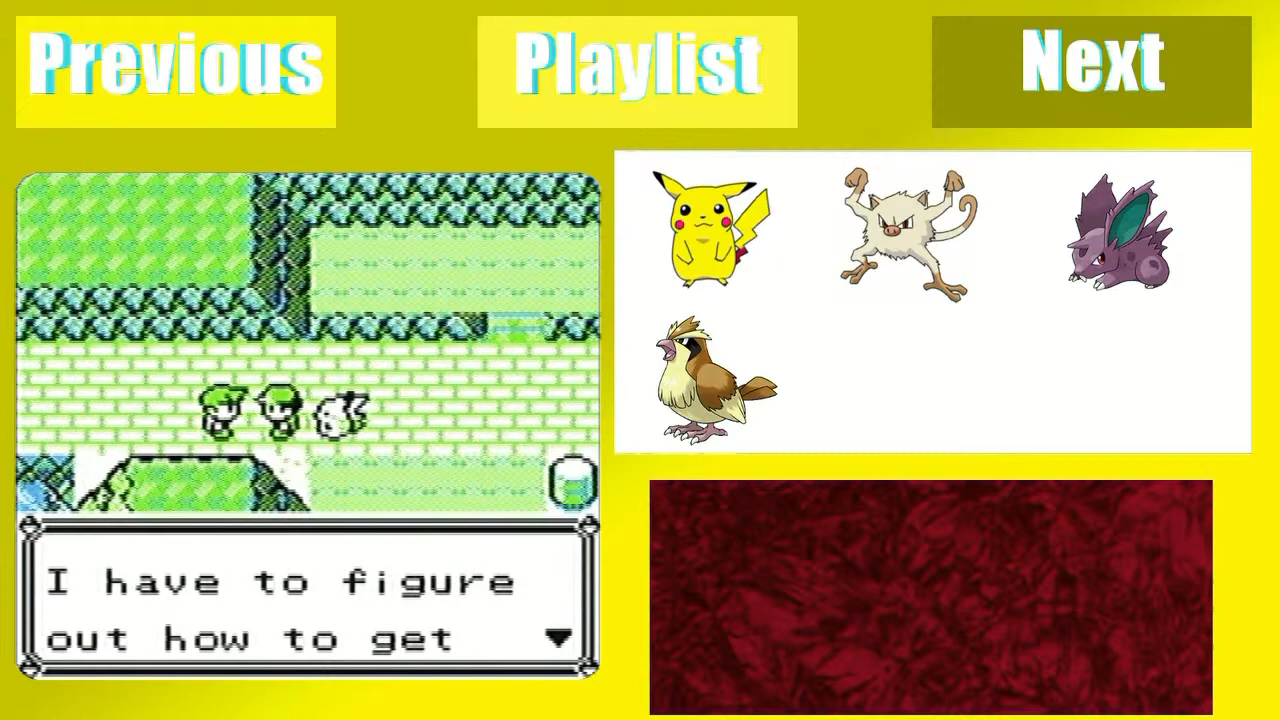 Previous
Playlist
Next
I have to figure
out how to get